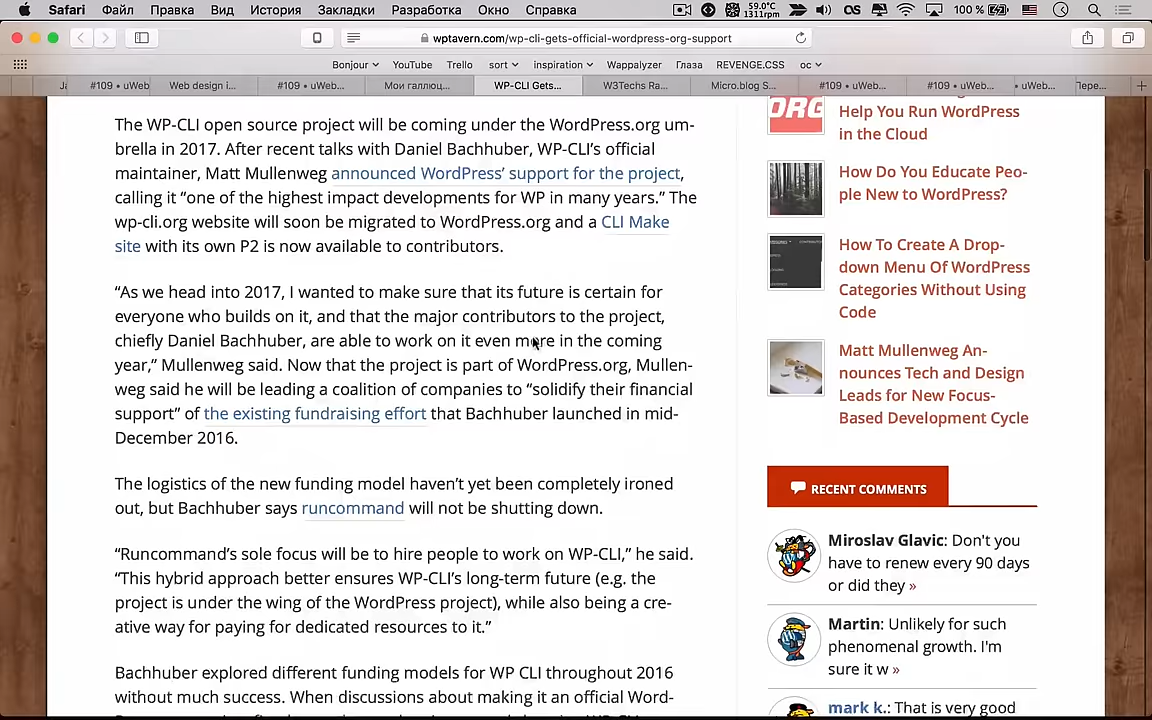 Safari Файл Правка Вид История Закладки Разработка Окно Справка 59.0°C 1311rpm 100 %
wptavern.com/wp-cli-gets-official-wordpress-org-support
Bonjour YouTube Trello sort inspiration Wappalyzer Глаза REVENGE.CSS ос
#109 • uWeb Web design i... #109 • uWeb... Мои галлюц... WP-CLI Gets... W3Techs Ra... Micro.blog S... #109 • uWeb... #109 • uWeb... • uWeb...
The WP-CLI open source project will be coming under the WordPress.org um-
brella in 2017. After recent talks with Daniel Bachhuber, WP-CLI’s official
maintainer, Matt Mullenweg announced WordPress’ support for the project,
calling it “one of the highest impact developments for WP in many years.” The
wp-cli.org website will soon be migrated to WordPress.org and a CLI Make
site with its own P2 is now available to contributors.
“As we head into 2017, I wanted to make sure that its future is certain for
everyone who builds on it, and that the major contributors to the project,
chiefly Daniel Bachhuber, are able to work on it even more in the coming
year,” Mullenweg said. Now that the project is part of WordPress.org, Mullen-
weg said he will be leading a coalition of companies to “solidify their financial
support” of the existing fundraising effort that Bachhuber launched in mid-
December 2016.
The logistics of the new funding model haven’t yet been completely ironed
out, but Bachhuber says runcommand will not be shutting down.
“Runcommand’s sole focus will be to hire people to work on WP-CLI,” he said.
“This hybrid approach better ensures WP-CLI’s long-term future (e.g. the
project is under the wing of the WordPress project), while also being a cre-
ative way for paying for dedicated resources to it.”
Bachhuber explored different funding models for WP CLI throughout 2016
without much success. When discussions about making it an official Word-
ORG
Help You Run WordPress
in the Cloud
How Do You Educate Peo-
ple New to WordPress?
How To Create A Drop-
down Menu Of WordPress
Categories Without Using
Code
Matt Mullenweg An-
nounces Tech and Design
Leads for New Focus-
Based Development Cycle
RECENT COMMENTS
Miroslav Glavic: Don't you
have to renew every 90 days
or did they »
Martin: Unlikely for such
phenomenal growth. I'm
sure it w »
mark k.: That is very good